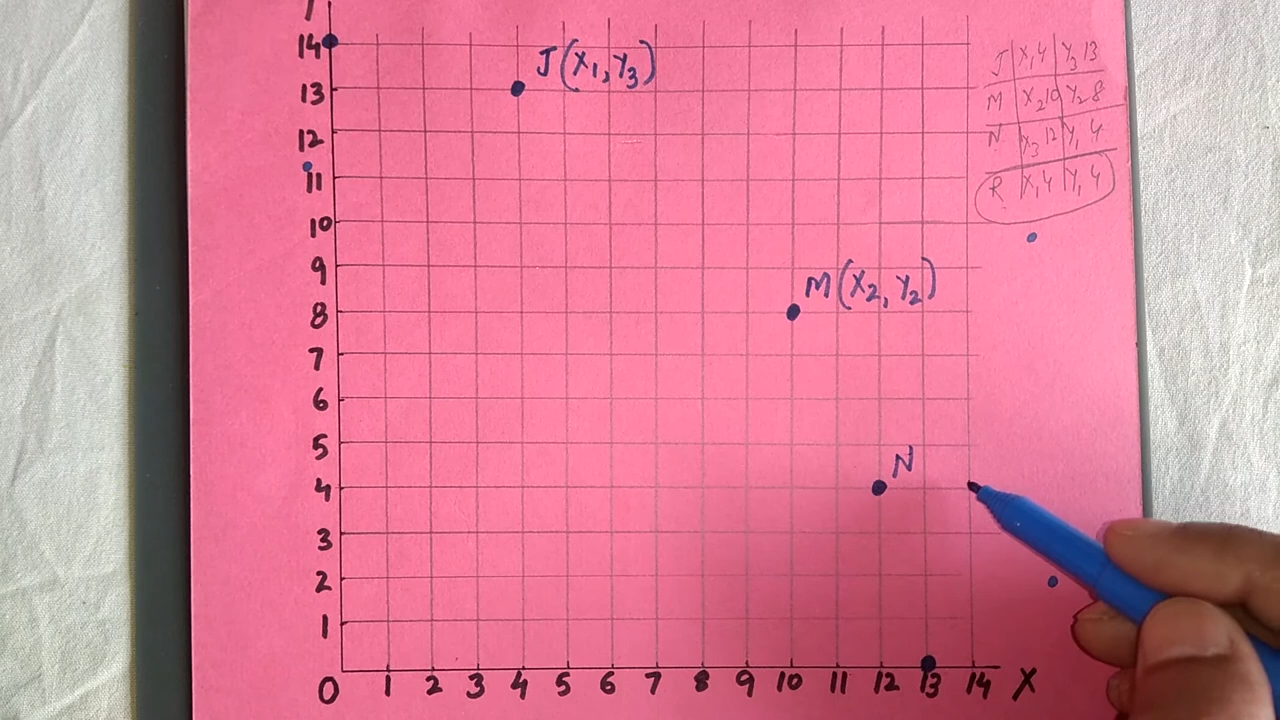 Y
14
J(X₁, Y₃)
13
12
11
10
9
M(X₂, Y₂)
8
7
6
5
N
4
3
2
1
0 1 2 3 4 5 6 7 8 9 10 11 12 13 14 X
J X₁ 4 Y₃ 13
M X₂ 10 Y₂ 8
N X₃ 12 Y₁ 4
R X₁ 4 Y₁ 4